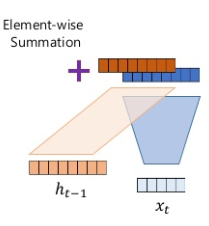 Element-wise
Summation
+
h_{t-1}
x_t